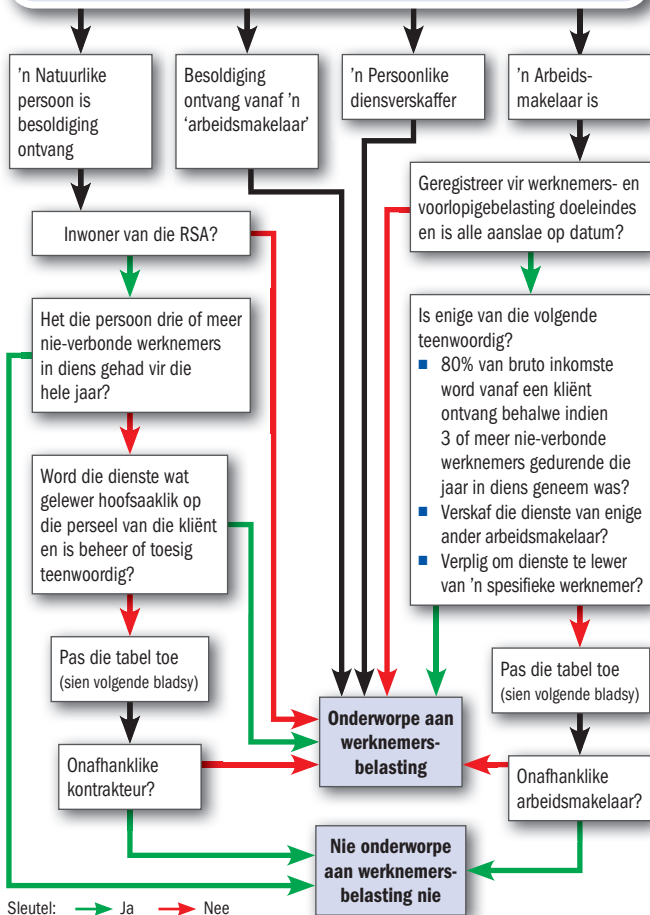 'n Natuurlike
persoon is
besoldiging
ontvang
Besoldiging
ontvang vanaf 'n
'arbeidsmakelaar'
'n Persoonlike
diensverskaffer
'n Arbeids-
makelaar is
Inwoner van die RSA?
Geregistreer vir werknemers- en
voorlopigebelasting doeleindes
en is alle aanslae op datum?
Het die persoon drie of meer
nie-verbonde werknemers
in diens gehad vir die
hele jaar?
Is enige van die volgende
teenwoordig?
■ 80% van bruto inkomste
word vanaf een kliënt
ontvang behalwe indien
3 of meer nie-verbonde
werknemers gedurende die
jaar in diens geneem was?
■ Verskaf die dienste van enige
ander arbeidsmakelaar?
■ Verplig om dienste te lewer
van 'n spesifieke werknemer?
Word die dienste wat
gelewer hoofsaaklik op
die perseel van die kliënt
en is beheer of toesig
teenwoordig?
Pas die tabel toe
(sien volgende bladsy)
Pas die tabel toe
(sien volgende bladsy)
Onderworpe aan
werknemers-
belasting
Onafhanklike
kontrakteur?
Onafhanklike
arbeidsmakelaar?
Nie onderworpe
aan werknemers-
belasting nie
Sleutel: Ja Nee